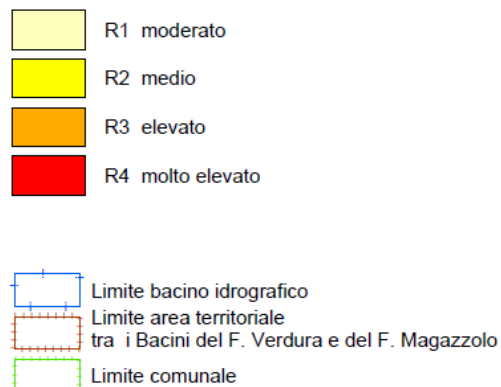 R1 moderato
R2 medio
R3 elevato
R4 molto elevato
Limite bacino idrografico
Limite area territoriale
tra i Bacini del F. Verdura e del F. Magazzolo
Limite comunale